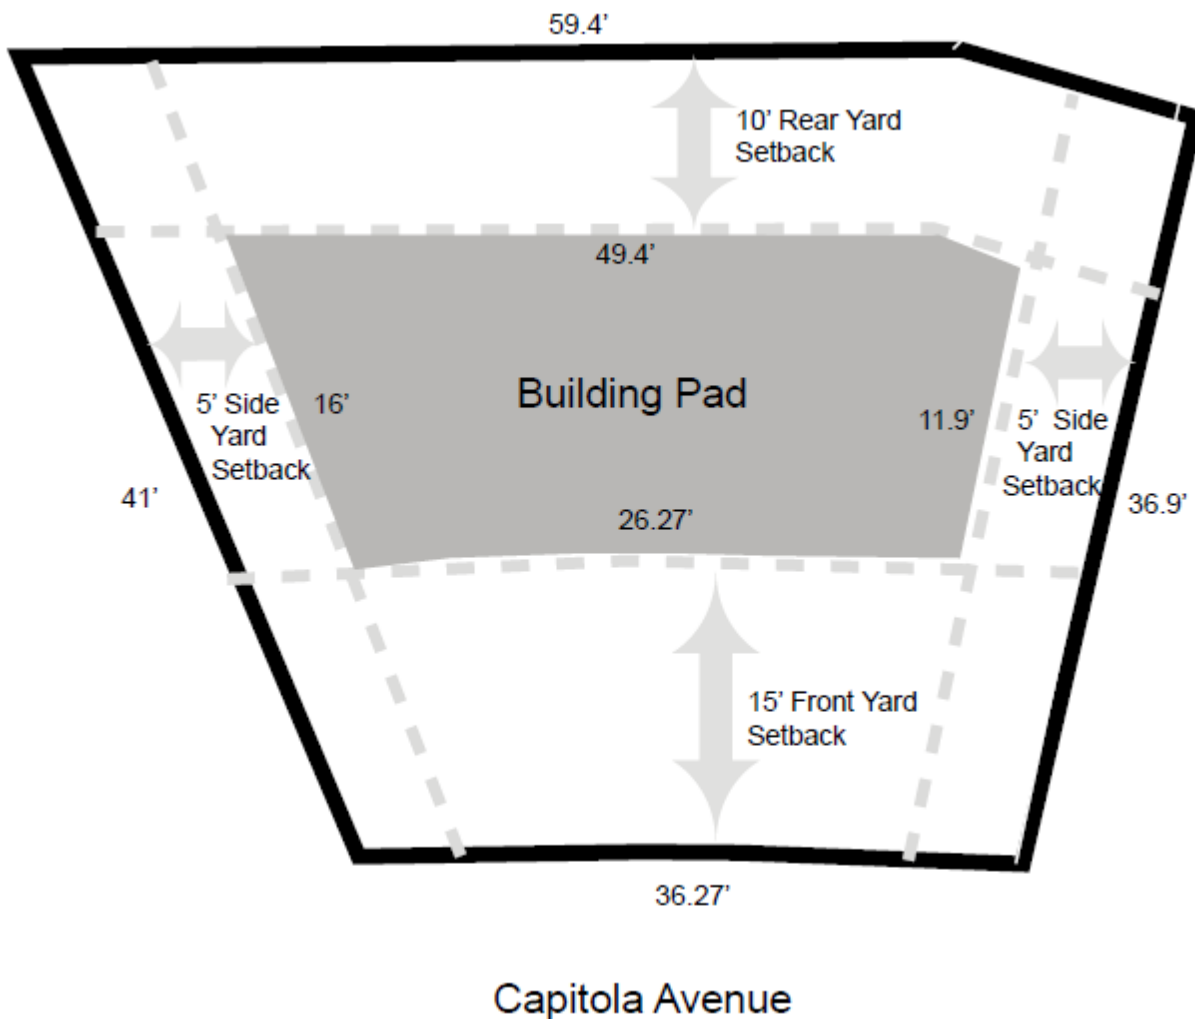 59.4’
10’ Rear Yard
Setback
49.4’
Building Pad
5’ Side
Yard
Setback
16’
11.9’
5’  Side
Yard
Setback
41’
36.9’
26.27’
15’ Front Yard
Setback
36.27’
Capitola Avenue